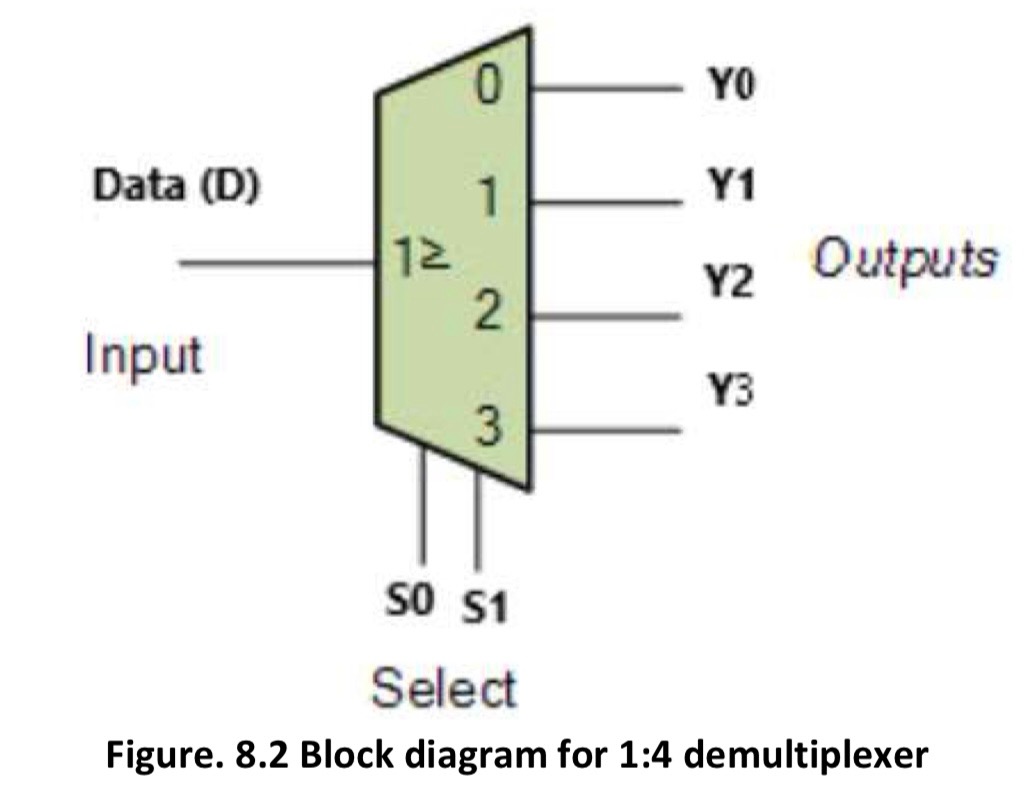 0 Y0
Data (D)
1 Y1
1≥
Outputs
2 Y2
Input
3 Y3
S0 S1
Select
Figure. 8.2 Block diagram for 1:4 demultiplexer